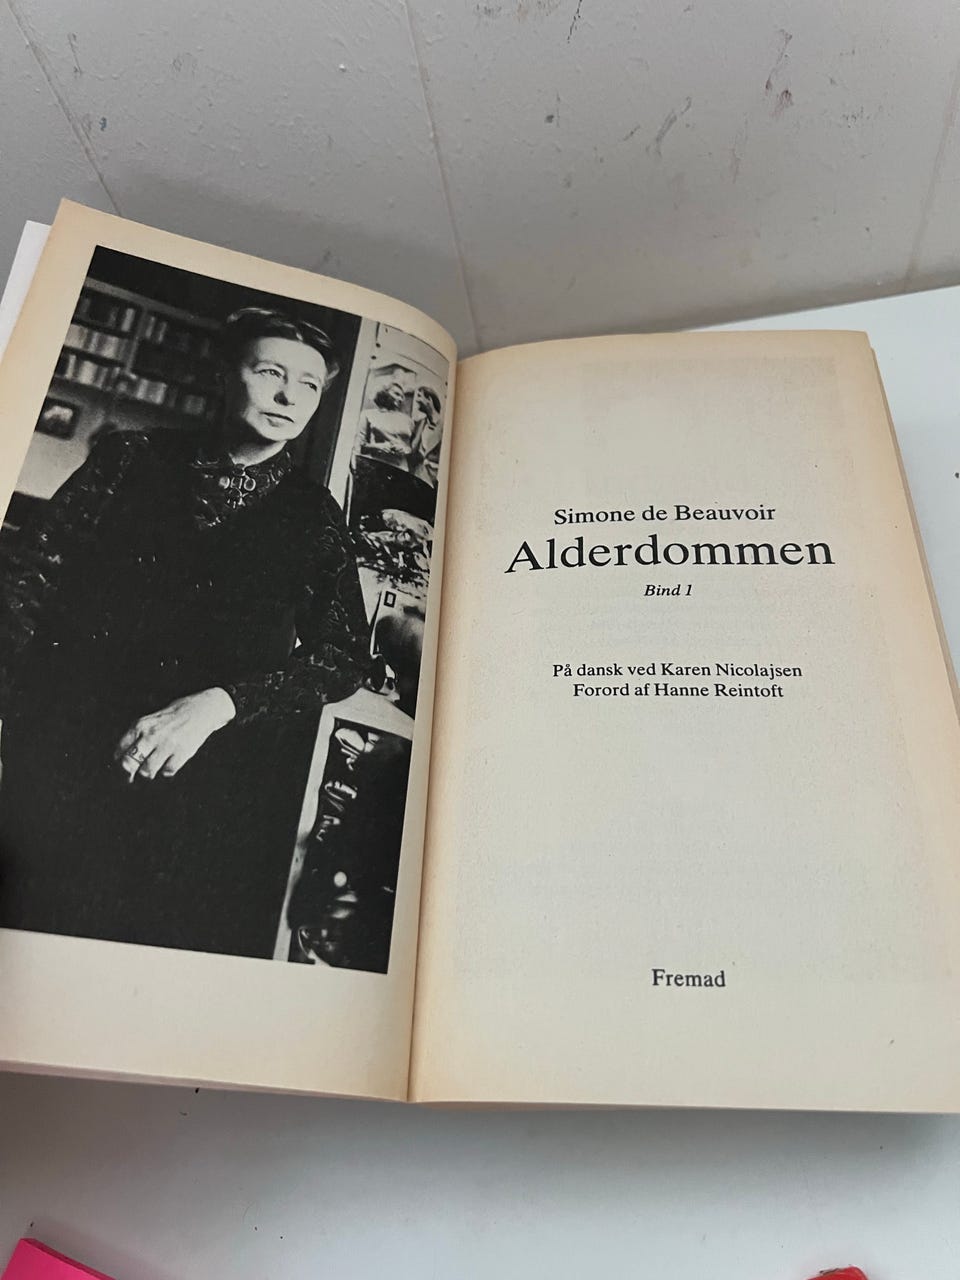 Simone de Beauvoir
Alderdommen
Bind 1
På dansk ved Karen Nicolajsen
Forord af Hanne Reintoft
Fremad